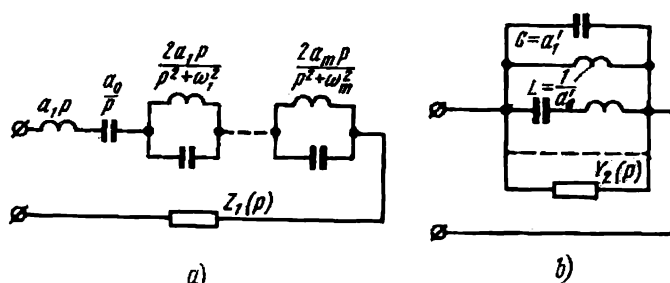 a₁p
a₀/p
2a₁p/(p²+ω₁²)
2aₘp/(p²+ωₘ²)
Z₁(p)
a)
C=a₁′
L=1/a₀′
Y₂(p)
b)